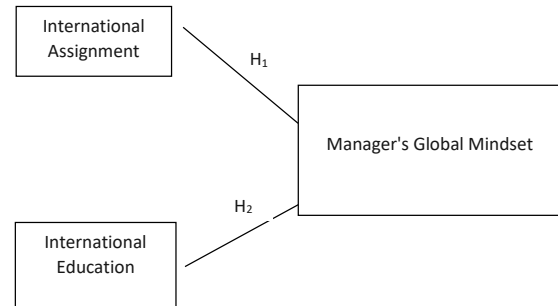 International
Assignment
H₁
Manager's Global Mindset
H₂
International
Education